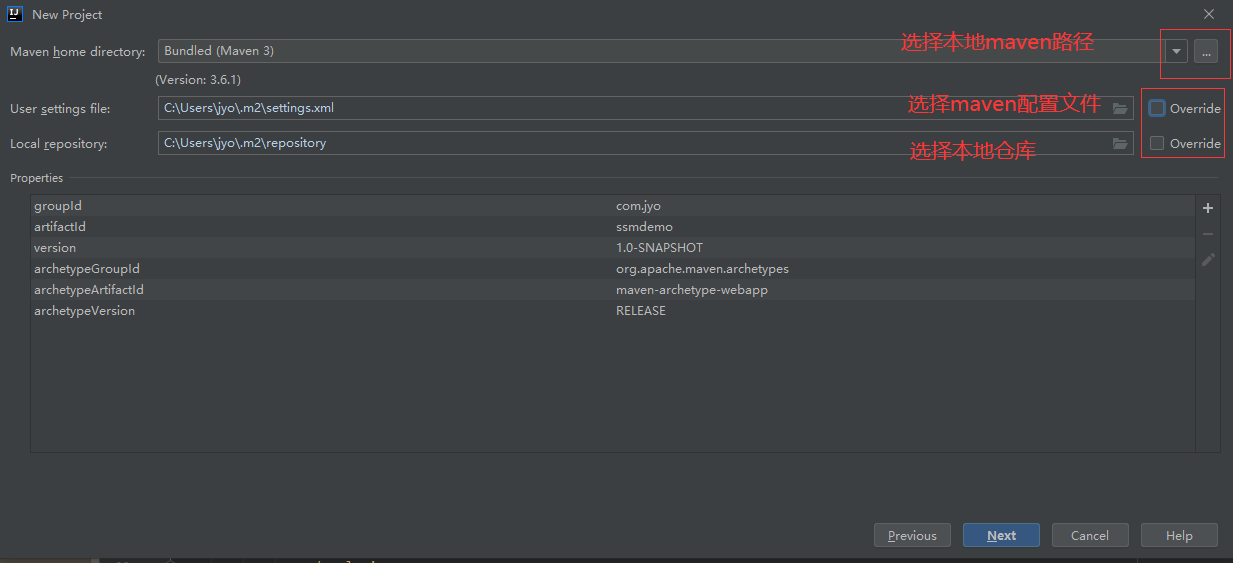 IJ New Project
Maven home directory: Bundled (Maven 3) 选择本地maven路径 ...
(Version: 3.6.1)
User settings file: C:\Users\jyo\.m2\settings.xml 选择maven配置文件 Override
Local repository: C:\Users\jyo\.m2\repository 选择本地仓库 Override
Properties
groupId com.jyo
artifactId ssmdemo
version 1.0-SNAPSHOT
archetypeGroupId org.apache.maven.archetypes
archetypeArtifactId maven-archetype-webapp
archetypeVersion RELEASE
Previous Next Cancel Help